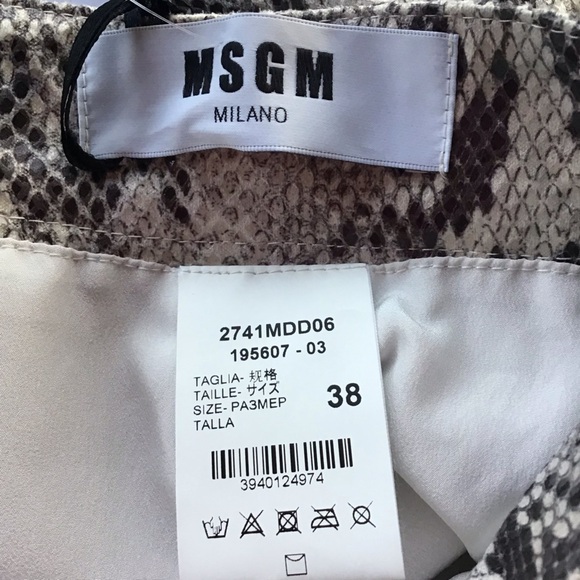 MSGM
MILANO
2741MDD06
195607 - 03
TAGLIA- 规格
TAILLE- サイズ
SIZE- PA3MEP
TALLA
38
3940124974